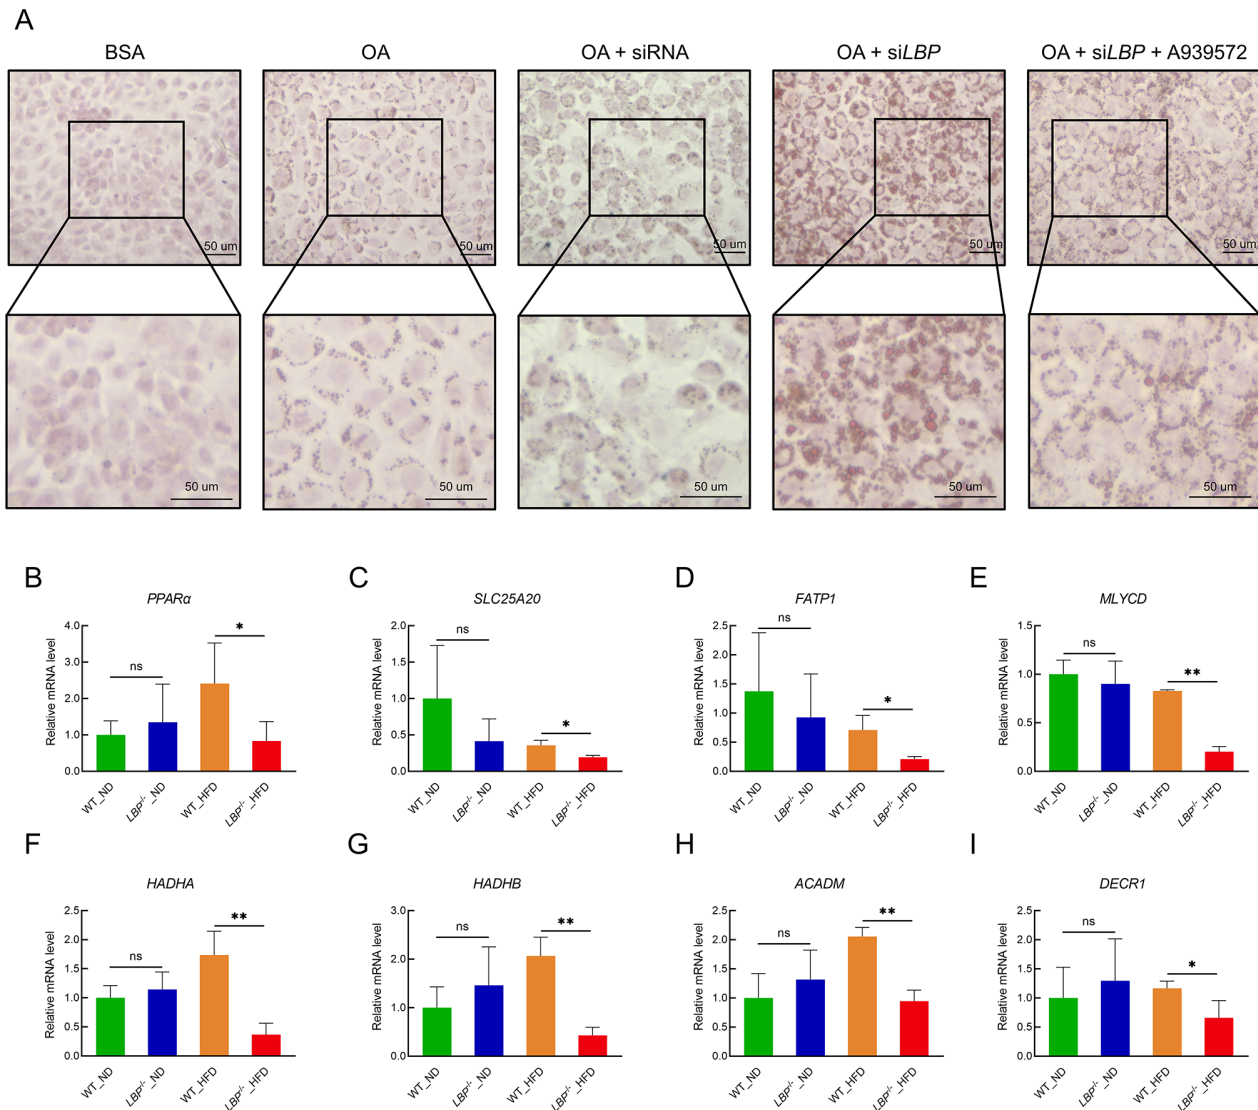 A
BSA
OA
OA + siRNA
OA + siLBP
OA + siLBP + A939572
50 um
50 um
50 um
50 um
50 um
50 um
50 um
50 um
50 um
50 um
B
PPARα
Relative mRNA level
4.0
3.0
2.0
1.0
0.0
ns
*
WT_ND
LBP-/-_ND
WT_HFD
LBP-/-_HFD
C
SLC25A20
Relative mRNA level
2.0
1.5
1.0
0.5
0.0
ns
*
WT_ND
LBP-/-_ND
WT_HFD
LBP-/-_HFD
D
FATP1
Relative mRNA level
2.5
2.0
1.5
1.0
0.5
0.0
ns
*
WT_ND
LBP-/-_ND
WT_HFD
LBP-/-_HFD
E
MLYCD
Relative mRNA level
1.5
1.0
0.5
0.0
ns
**
WT_ND
LBP-/-_ND
WT_HFD
LBP-/-_HFD
F
HADHA
Relative mRNA level
2.5
2.0
1.5
1.0
0.5
0.0
ns
**
WT_ND
LBP-/-_ND
WT_HFD
LBP-/-_HFD
G
HADHB
Relative mRNA level
3.0
2.0
1.0
0.0
ns
**
WT_ND
LBP-/-_ND
WT_HFD
LBP-/-_HFD
H
ACADM
Relative mRNA level
2.5
2.0
1.5
1.0
0.5
0.0
ns
**
WT_ND
LBP-/-_ND
WT_HFD
LBP-/-_HFD
I
DECR1
Relative mRNA level
2.5
2.0
1.5
1.0
0.5
0.0
ns
*
WT_ND
LBP-/-_ND
WT_HFD
LBP-/-_HFD